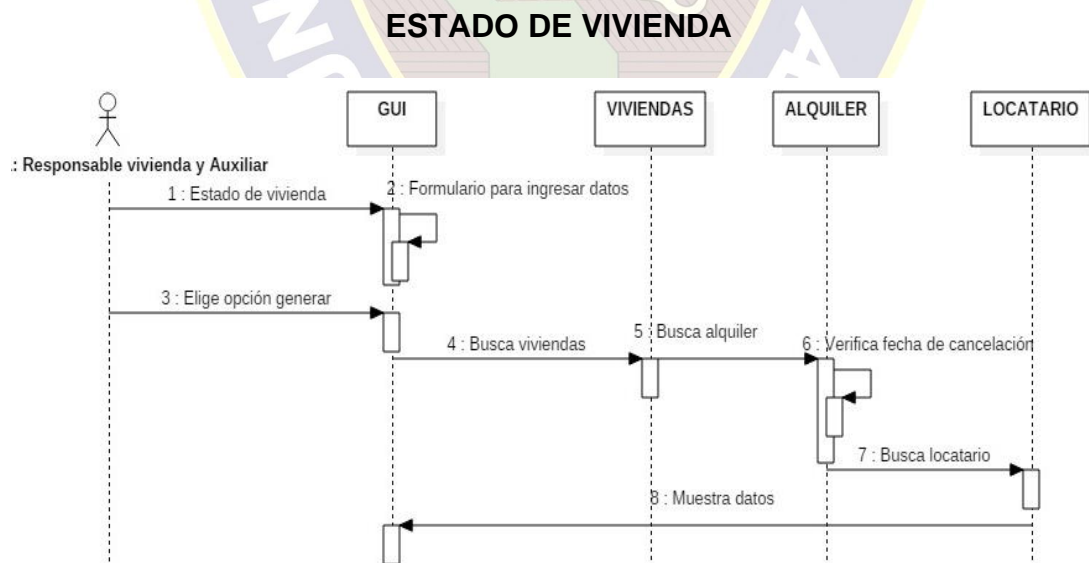 ESTADO DE VIVIENDA
GUI
VIVIENDAS
ALQUILER
LOCATARIO
: Responsable vivienda y Auxiliar
1 : Estado de vivienda
2 : Formulario para ingresar datos
3 : Elige opción generar
4 : Busca viviendas
5 : Busca alquiler
6 : Verifica fecha de cancelación
7 : Busca locatario
8 : Muestra datos